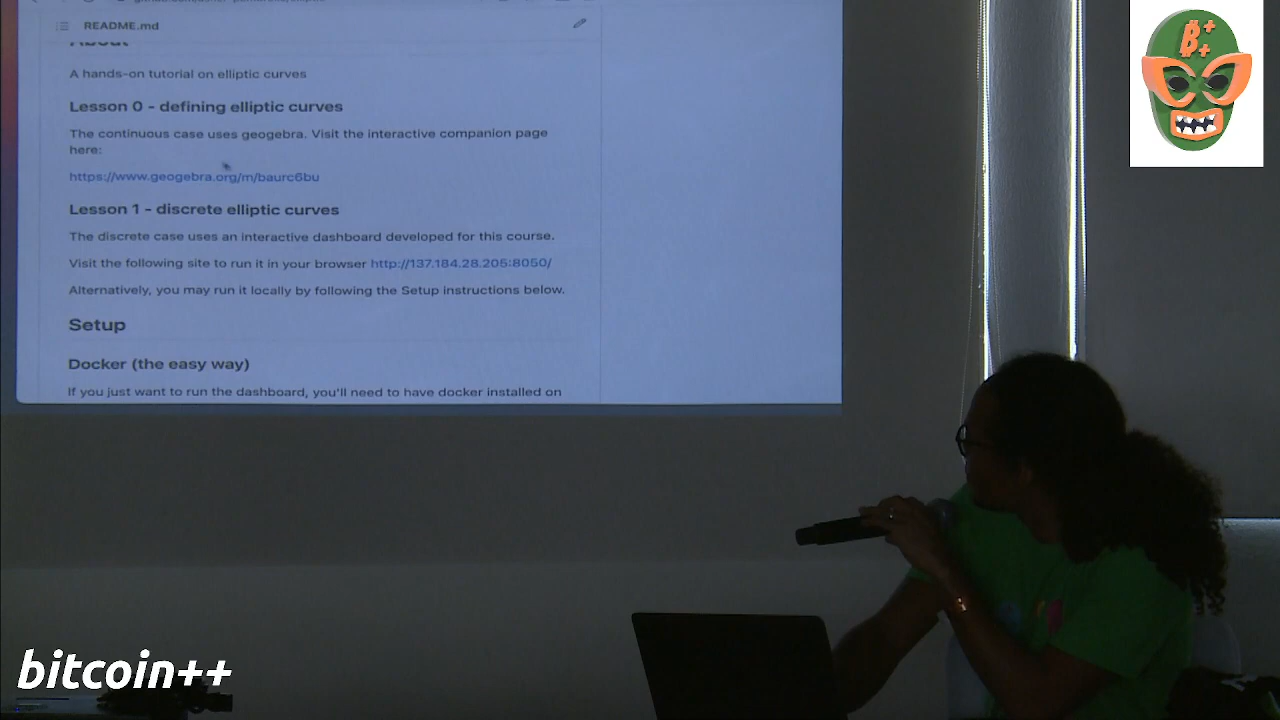 README.md
About
A hands-on tutorial on elliptic curves
Lesson 0 - defining elliptic curves
The continuous case uses geogebra. Visit the interactive companion page
here:
https://www.geogebra.org/m/baurc6bu
Lesson 1 - discrete elliptic curves
The discrete case uses an interactive dashboard developed for this course.
Visit the following site to run it in your browser http://137.184.28.205:8050/
Alternatively, you may run it locally by following the Setup instructions below.
Setup
Docker (the easy way)
If you just want to run the dashboard, you'll need to have docker installed on
bitcoin++